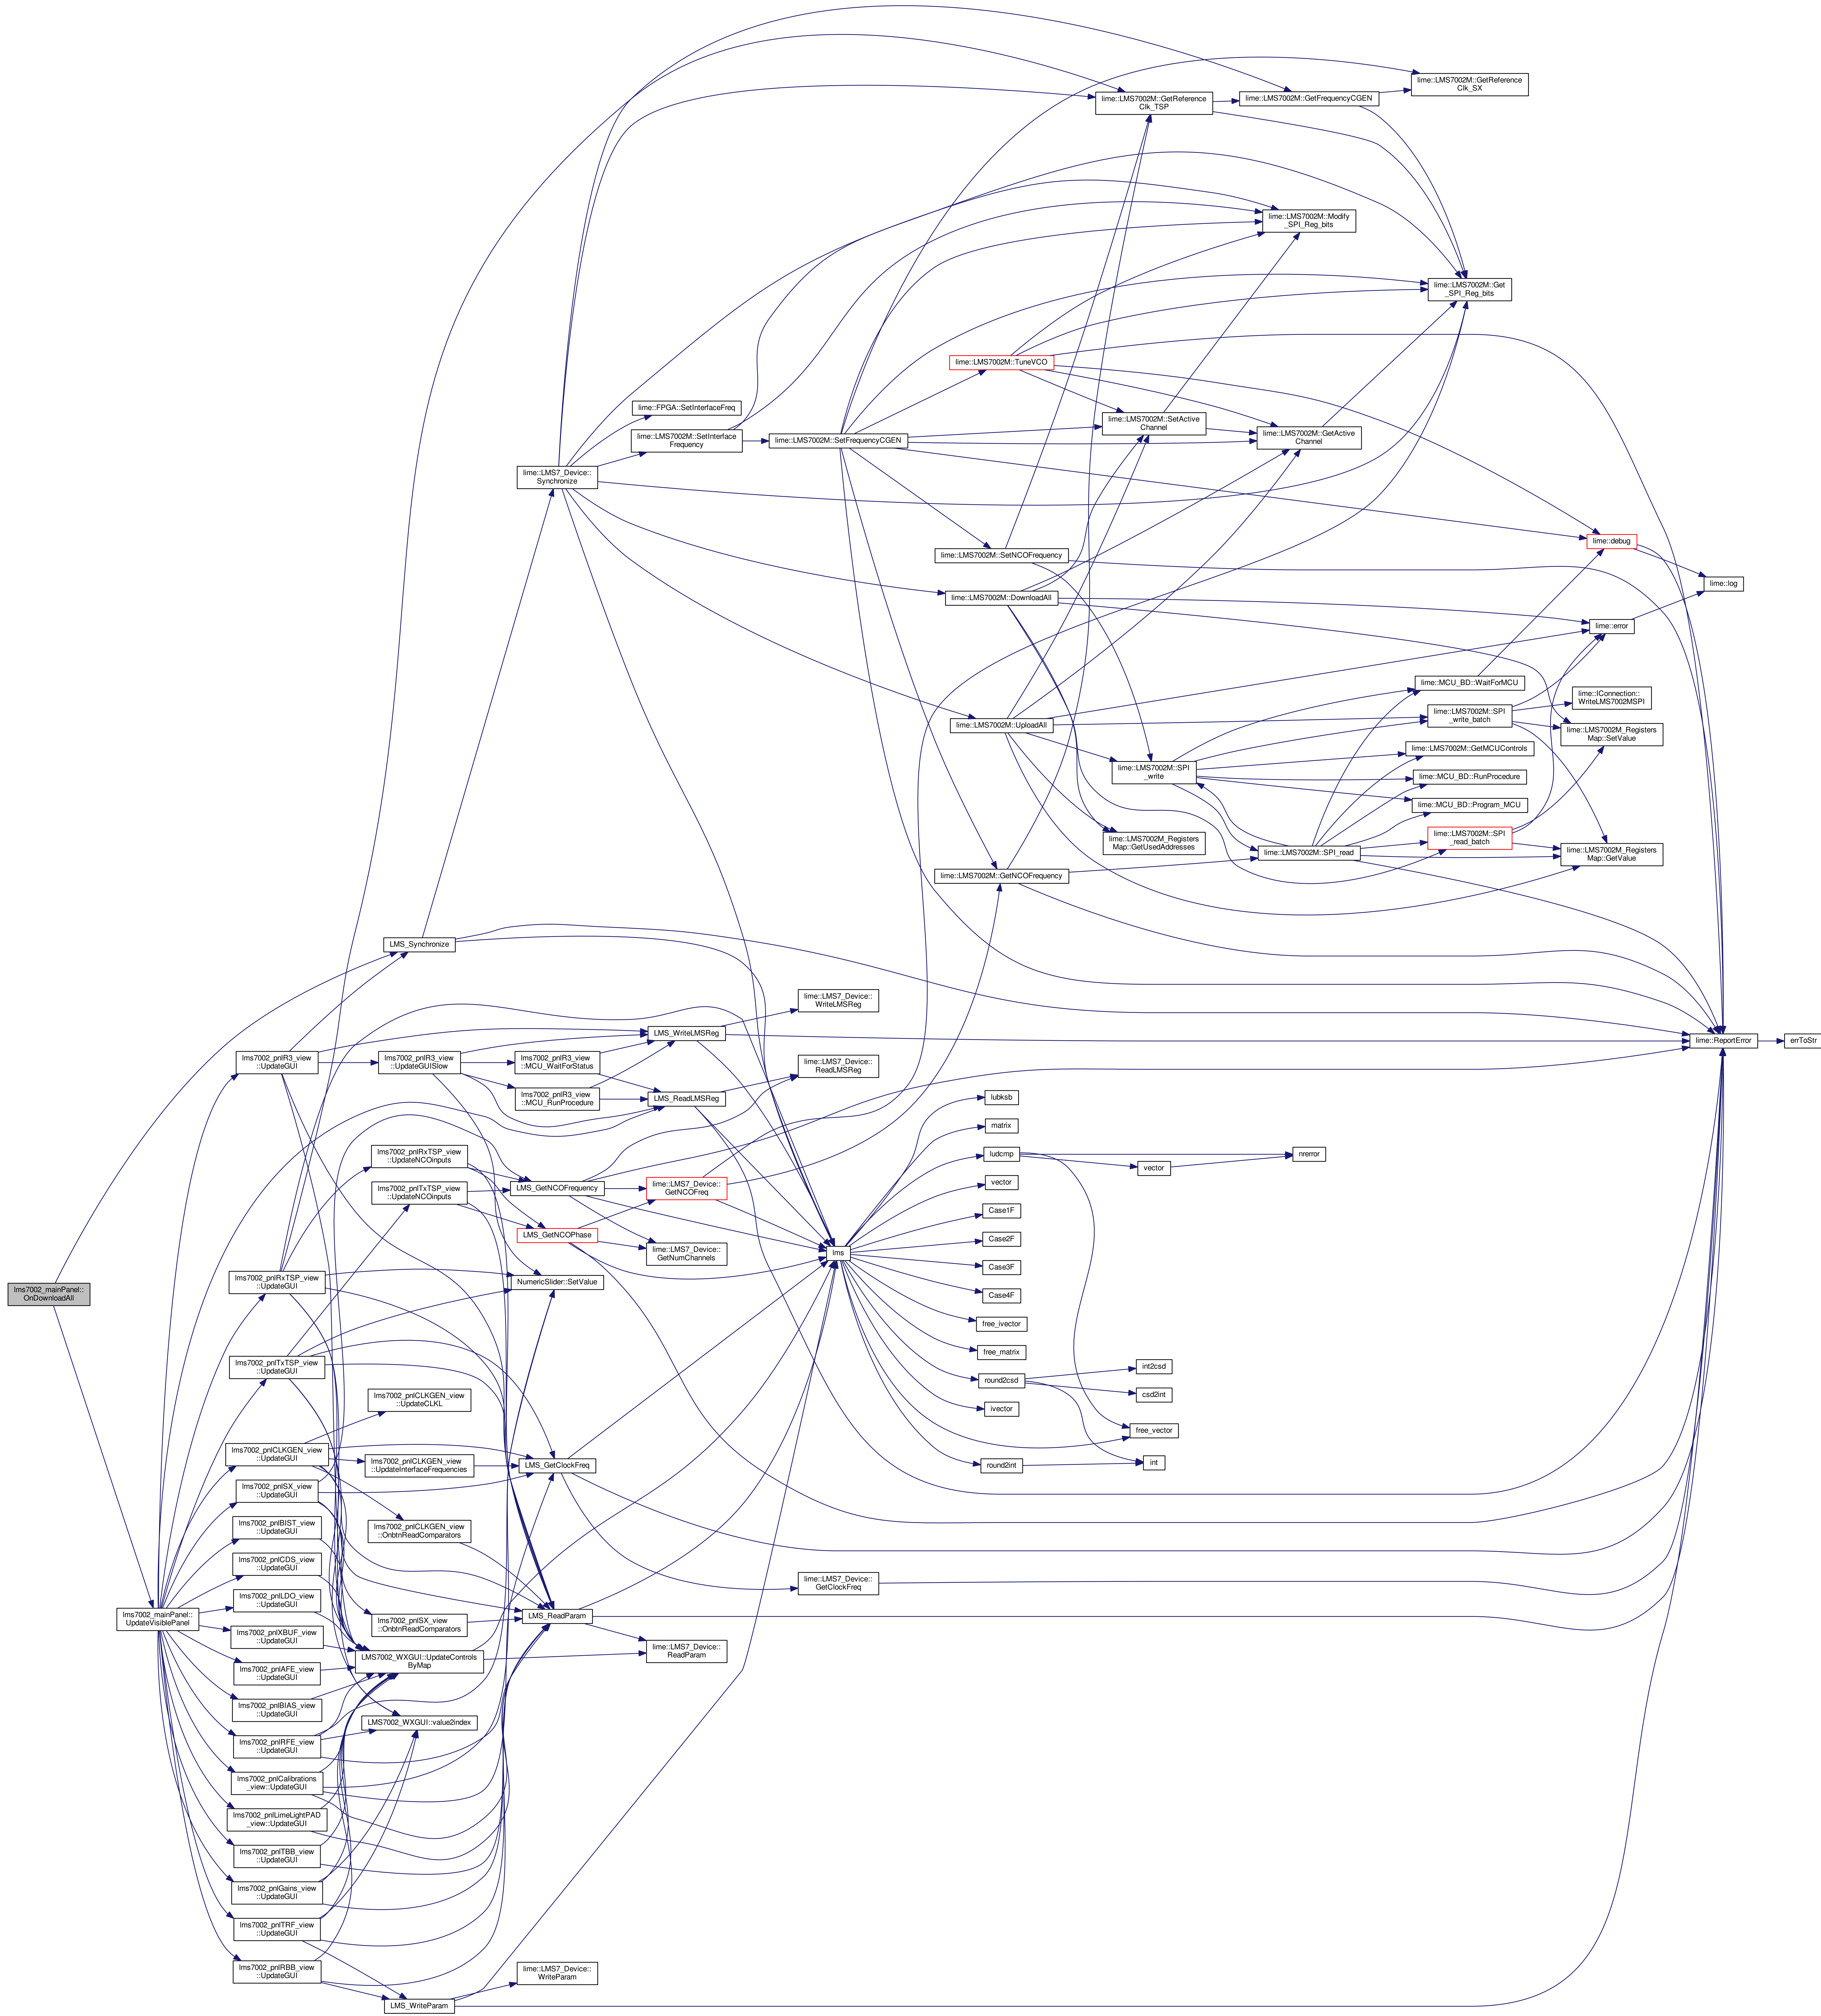 lime::LMS7002M::GetReference
Clk_SX
lime::LMS7002M::GetReference
Clk_TSP
lime::LMS7002M::GetFrequencyCGEN
lime::LMS7002M::Modify
_SPI_Reg_bits
lime::LMS7002M::Get
_SPI_Reg_bits
lime::LMS7002M::TuneVCO
lime::FPGA::SetInterfaceFreq
lime::LMS7002M::SetInterface
Frequency
lime::LMS7002M::SetFrequencyCGEN
lime::LMS7002M::SetActive
Channel
lime::LMS7002M::GetActive
Channel
lime::LMS7_Device::
Synchronize
lime::debug
lime::LMS7002M::SetNCOFrequency
lime::log
lime::LMS7002M::DownloadAll
lime::error
lime::MCU_BD::WaitForMCU
lime::IConnection::
WriteLMS7002MSPI
lime::LMS7002M::SPI
_write_batch
lime::LMS7002M::UploadAll
lime::LMS7002M_Registers
Map::SetValue
lime::LMS7002M::GetMCUControls
lime::LMS7002M::SPI
_write
lime::MCU_BD::RunProcedure
lime::MCU_BD::Program_MCU
lime::LMS7002M_Registers
Map::GetUsedAddresses
lime::LMS7002M::SPI
_read_batch
lime::LMS7002M::SPI_read
lime::LMS7002M_Registers
Map::GetValue
lime::LMS7002M::GetNCOFrequency
LMS_Synchronize
lime::LMS7_Device::
WriteLMSReg
LMS_WriteLMSReg
lime::ReportError
errToStr
lms7002_pnlR3_view
::UpdateGUI
lms7002_pnlR3_view
::UpdateGUISlow
lms7002_pnlR3_view
::MCU_WaitForStatus
lime::LMS7_Device::
ReadLMSReg
lms7002_pnlR3_view
::MCU_RunProcedure
LMS_ReadLMSReg
lubksb
matrix
ludcmp
nrerror
vector
lms7002_pnlRxTSP_view
::UpdateNCOinputs
lms7002_pnlTxTSP_view
::UpdateNCOinputs
LMS_GetNCOFrequency
lime::LMS7_Device::
GetNCOFreq
vector
Case1F
LMS_GetNCOPhase
lime::LMS7_Device::
GetNumChannels
lms
Case2F
Case3F
lms7002_mainPanel::
OnDownloadAll
lms7002_pnlRxTSP_view
::UpdateGUI
NumericSlider::SetValue
Case4F
free_ivector
free_matrix
lms7002_pnlTxTSP_view
::UpdateGUI
round2csd
int2csd
csd2int
lms7002_pnlCLKGEN_view
::UpdateCLKL
ivector
free_vector
lms7002_pnlCLKGEN_view
::UpdateGUI
lms7002_pnlCLKGEN_view
::UpdateInterfaceFrequencies
LMS_GetClockFreq
round2int
int
lms7002_pnlSX_view
::UpdateGUI
lms7002_pnlBIST_view
::UpdateGUI
lms7002_pnlCLKGEN_view
::OnbtnReadComparators
lms7002_pnlCDS_view
::UpdateGUI
lime::LMS7_Device::
GetClockFreq
lms7002_pnlLDO_view
::UpdateGUI
lms7002_mainPanel::
UpdateVisiblePanel
lms7002_pnlSX_view
::OnbtnReadComparators
LMS_ReadParam
lms7002_pnlXBUF_view
::UpdateGUI
lime::LMS7_Device::
ReadParam
LMS7002_WXGUI::UpdateControls
ByMap
lms7002_pnlAFE_view
::UpdateGUI
lms7002_pnlBIAS_view
::UpdateGUI
LMS7002_WXGUI::value2index
lms7002_pnlRFE_view
::UpdateGUI
lms7002_pnlCalibrations
_view::UpdateGUI
lms7002_pnlLimeLightPAD
_view::UpdateGUI
lms7002_pnlTBB_view
::UpdateGUI
lms7002_pnlGains_view
::UpdateGUI
lms7002_pnlTRF_view
::UpdateGUI
lms7002_pnlRBB_view
::UpdateGUI
lime::LMS7_Device::
WriteParam
LMS_WriteParam